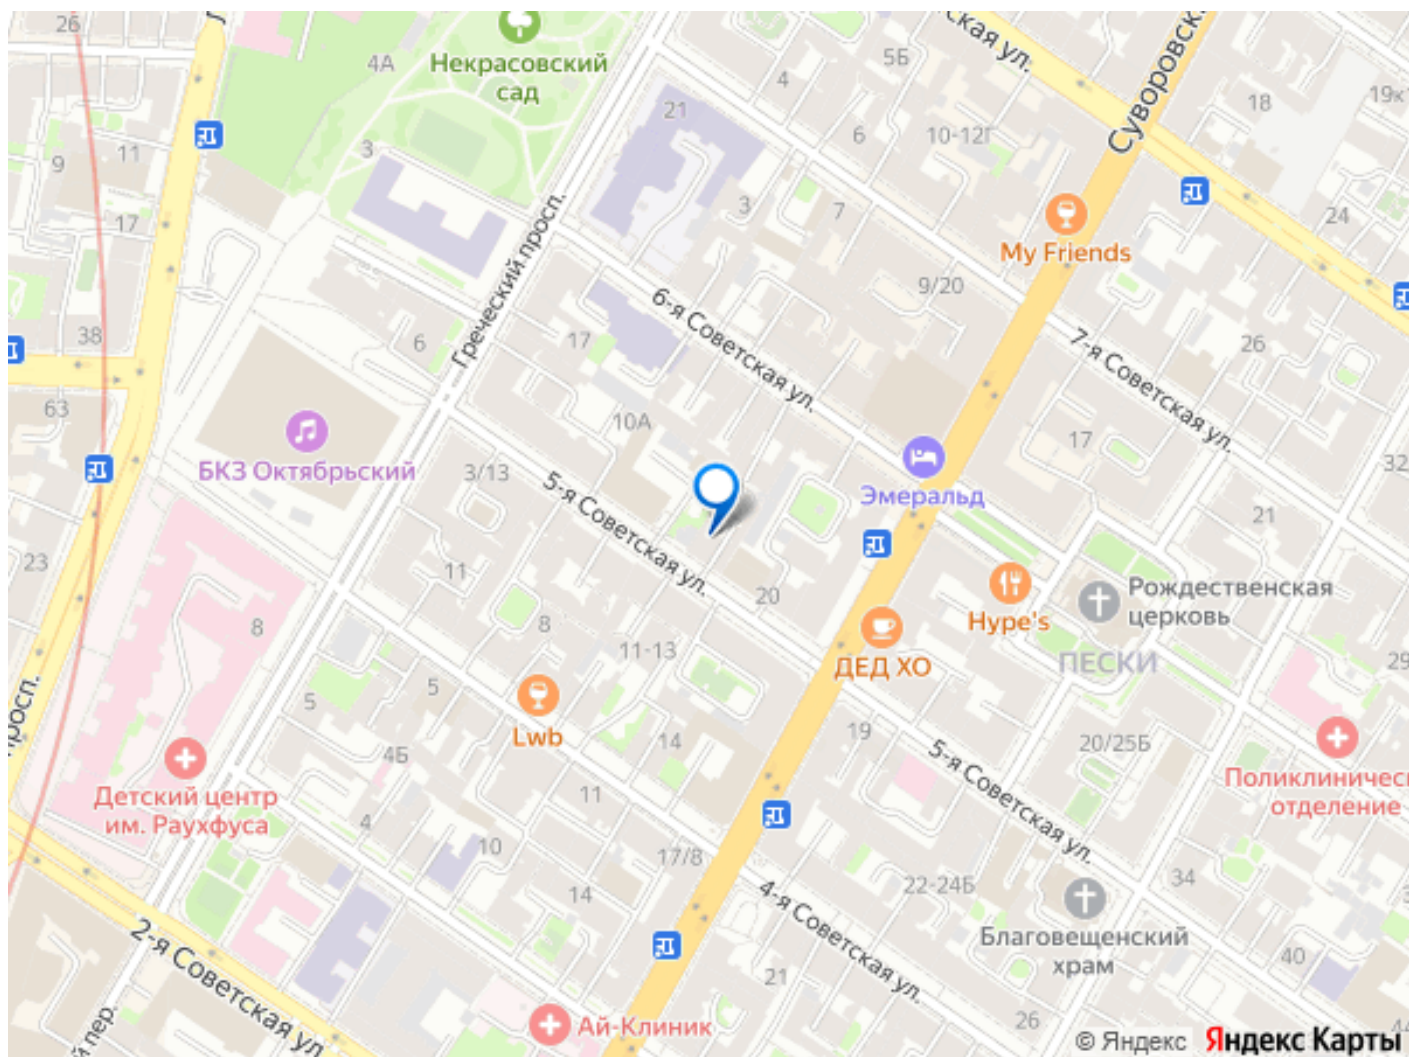 26
4А
Некрасовский
сад
ская ул.
5Б
4
Суворовск
18
19к1
21
6
10-12Г
9
11
3
17
3
7
24
My Friends
9/20
Греческий просп.
38
6
17
6-я Советская ул.
7-я Советская ул.
26
63
10А
17
БКЗ Октябрьский
3/13
5-я Советская ул.
Эмеральд
32
21
23
11
20
Рождественская
церковь
Hype's
8
8
11-13
ДЕД ХО
ПЕСКИ
29
просп.
5
5
Lwb
14
19
5-я Советская ул.
20/25Б
4Б
Поликлиничес
отделение
Детский центр
им. Раухфуса
11
4
10
17/8
14
4-я Советская ул.
22-24Б
34
2-я Советская ул.
Благовещенский
храм
21
40
й пер.
Ай-Клиник
26
44
© Яндекс Яндекс Карты